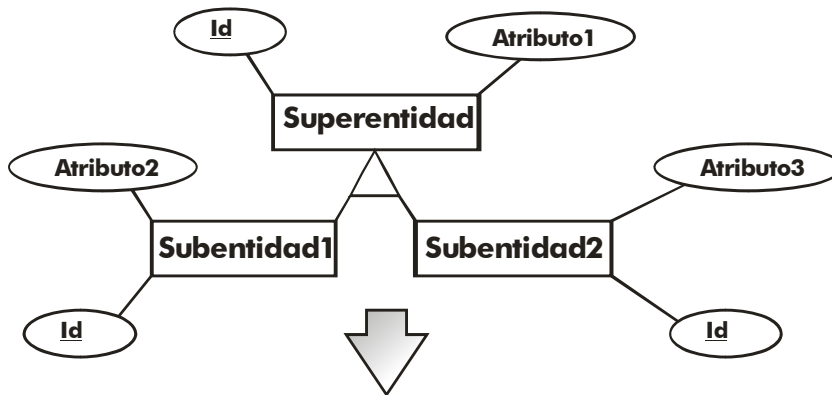 Id
Atributo1
Superentidad
Atributo2
Atributo3
Subentidad1
Subentidad2
Id
Id